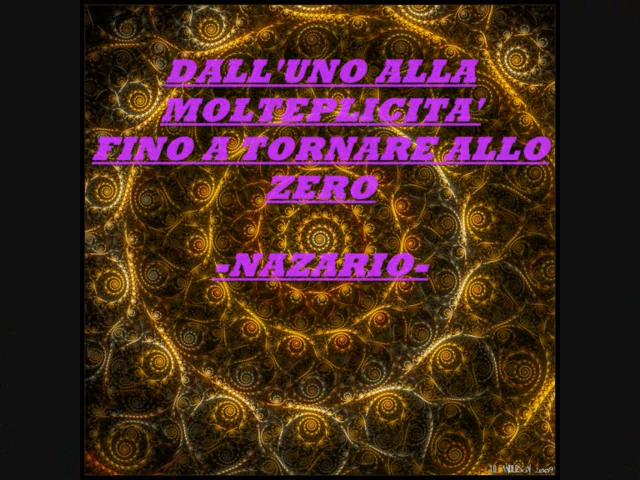 DALL'UNO ALLA
MOLTEPLICITA'
FINO A TORNARE ALLO
ZERO
-NAZARIO-